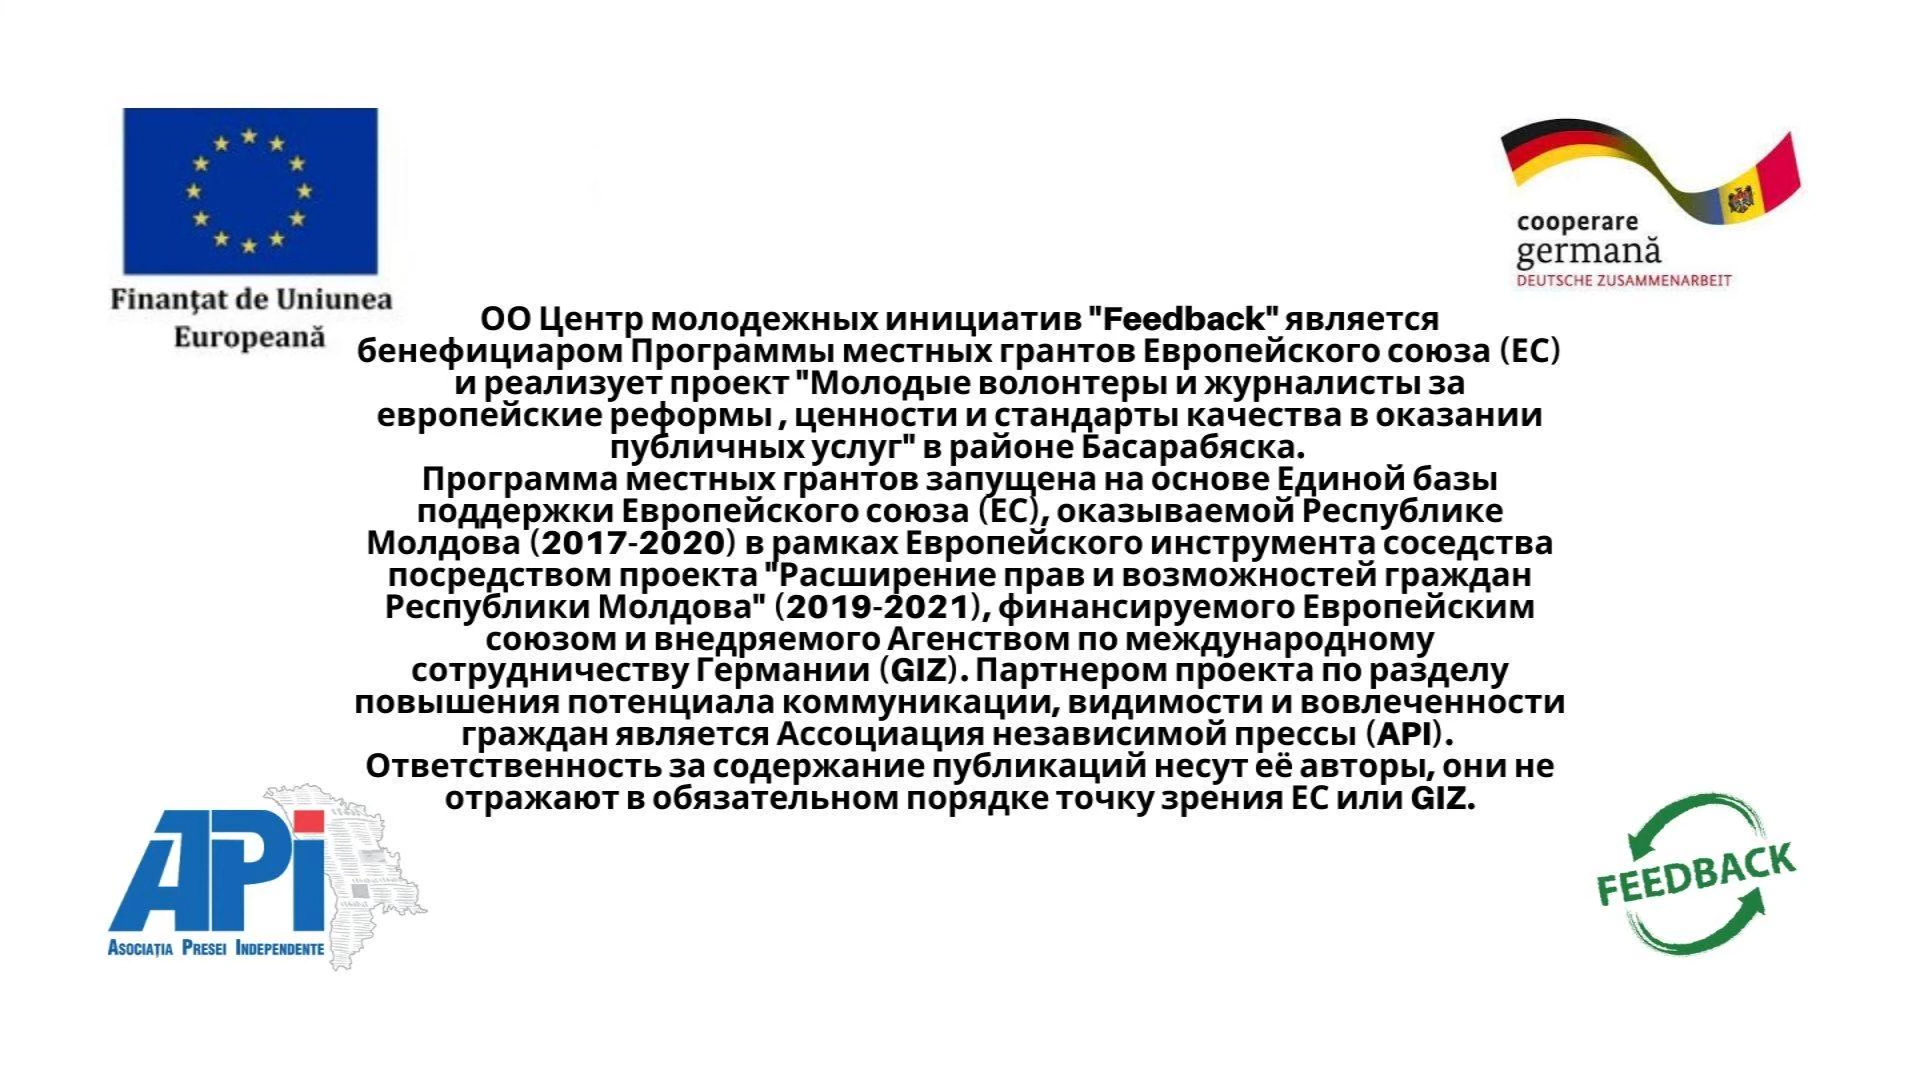 Finanțat de Uniunea
Europeană
cooperare
germană
DEUTSCHE ZUSAMMENARBEIT
ОО Центр молодежных инициатив "Feedback" является
бенефициаром Программы местных грантов Европейского союза (ЕС)
и реализует проект "Молодые волонтеры и журналисты за
европейские реформы , ценности и стандарты качества в оказании
публичных услуг" в районе Басарабяска.
Программа местных грантов запущена на основе Единой базы
поддержки Европейского союза (ЕС), оказываемой Республике
Молдова (2017-2020) в рамках Европейского инструмента соседства
посредством проекта "Расширение прав и возможностей граждан
Республики Молдова" (2019-2021), финансируемого Европейским
союзом и внедряемого Агенством по международному
сотрудничеству Германии (GIZ). Партнером проекта по разделу
повышения потенциала коммуникации, видимости и вовлеченности
граждан является Ассоциация независимой прессы (API).
Ответственность за содержание публикаций несут её авторы, они не
отражают в обязательном порядке точку зрения ЕС или GIZ.
APi
ASOCIAȚIA PRESEI INDEPENDENTE
FEEDBACK